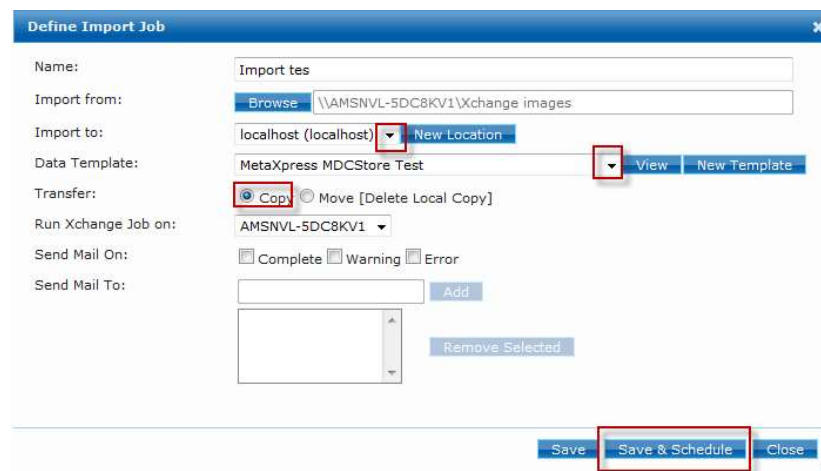 Define Import Job x
Name: Import tes
Import from: Browse \\AMSNVL-5DC8KV1\Xchange images
Import to: localhost (localhost) New Location
Data Template: MetaXpress MDCStore Test View New Template
Transfer: Copy Move [Delete Local Copy]
Run Xchange Job on: AMSNVL-5DC8KV1
Send Mail On: Complete Warning Error
Send Mail To: Add
Remove Selected
Save Save & Schedule Close